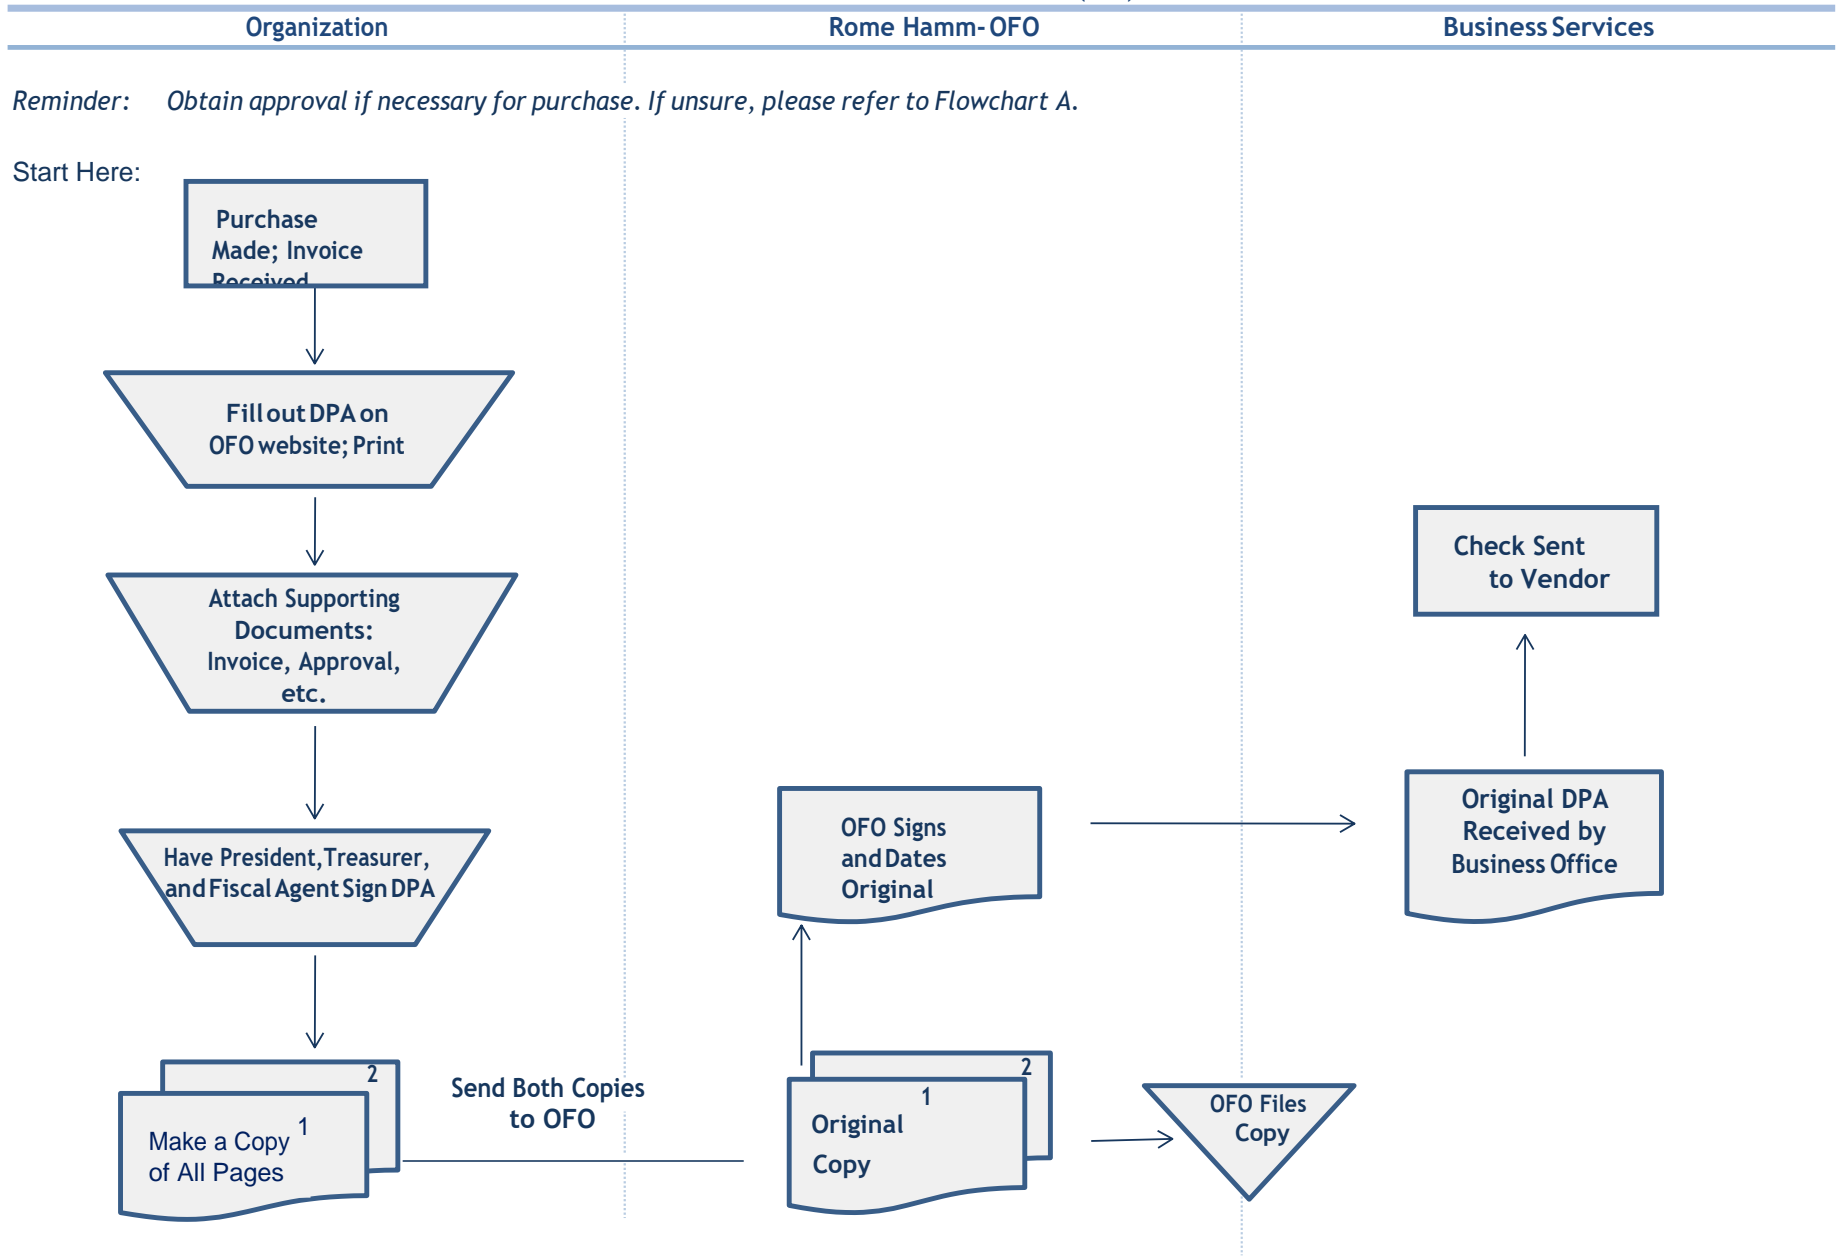 Organization
Rome Hamm-OFO
Business Services
Reminder: Obtain approval if necessary for purchase. If unsure, please refer to Flowchart A.
Start Here:
Purchase
Made; Invoice
Received
Fill out DPA on
OFO website; Print
Attach Supporting
Documents:
Invoice, Approval,
etc.
Have President, Treasurer,
and Fiscal Agent Sign DPA
2
1
Make a Copy
of All Pages
Send Both Copies
to OFO
2
1
Original
Copy
OFO Signs
and Dates
Original
OFO Files
Copy
Original DPA
Received by
Business Office
Check Sent
to Vendor